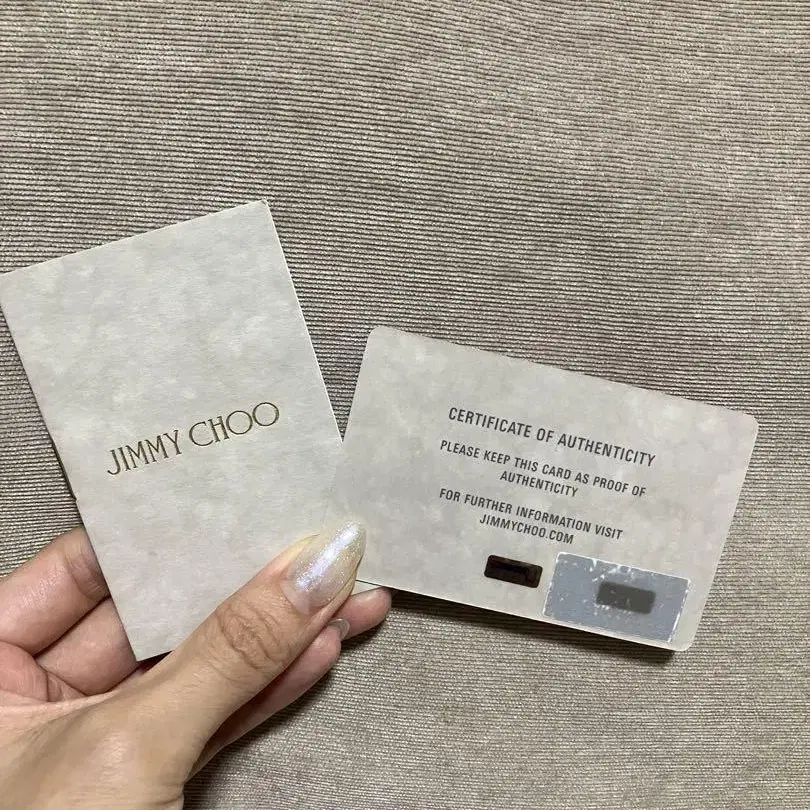 JIMMY CHOO
CERTIFICATE OF AUTHENTICITY
PLEASE KEEP THIS CARD AS PROOF OF
AUTHENTICITY
FOR FURTHER INFORMATION VISIT
JIMMYCHOO.COM